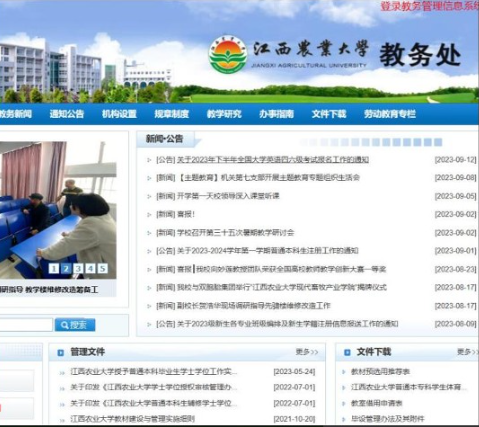 登录教务管理信息系统
江西农业大学 教务处
JIANGXI AGRICULTURAL UNIVERSITY
教务新闻 通知公告 机构设置 规章制度 教学研究 办事指南 文件下载 劳动教育专栏
新闻·公告
[公告] 关于2023年下半年全国大学英语四六级考试报名工作的通知 [2023-09-12]
[新闻] 【主题教育】机关第七支部开展主题教育专题组织生活会 [2023-09-08]
[新闻] 开学第一天校领导深入课堂听课 [2023-09-05]
[新闻] 喜报！ [2023-09-02]
[新闻] 学校召开第三十五次暑期教学研讨会 [2023-09-02]
[公告] 关于2023-2024学年第一学期普通本科生注册工作的通知 [2023-09-01]
[新闻] 喜报|我校向妙莲教授团队荣获全国高校教师教学创新大赛一等奖 [2023-08-23]
[新闻] 我校与双胞胎集团举行“江西农业大学现代畜牧产业学院”揭牌仪式 [2023-08-17]
[新闻] 副校长贺浩华现场调研指导先骕楼维修改造工作 [2023-08-17]
[公告] 关于2023级新生各专业班级编排及新生学籍注册信息报送工作的通知 [2023-08-09]
1 2 3 4 5
研指导 教学楼维修改造筹备工
搜索
管理文件 更多>>
江西农业大学授予普通本科毕业生学士学位工作实... [2023-05-24]
关于印发《江西农业大学学士学位授权审核管理办... [2022-07-01]
关于印发《江西农业大学普通本科生辅修学士学位... [2022-07-01]
江西农业大学教材建设与管理实施细则 [2021-10-20]
文件下载 更多>>
教材预选用推荐表
江西农业大学普通本专科学生体育...
教室借用申请表
毕设管理办法及其附件